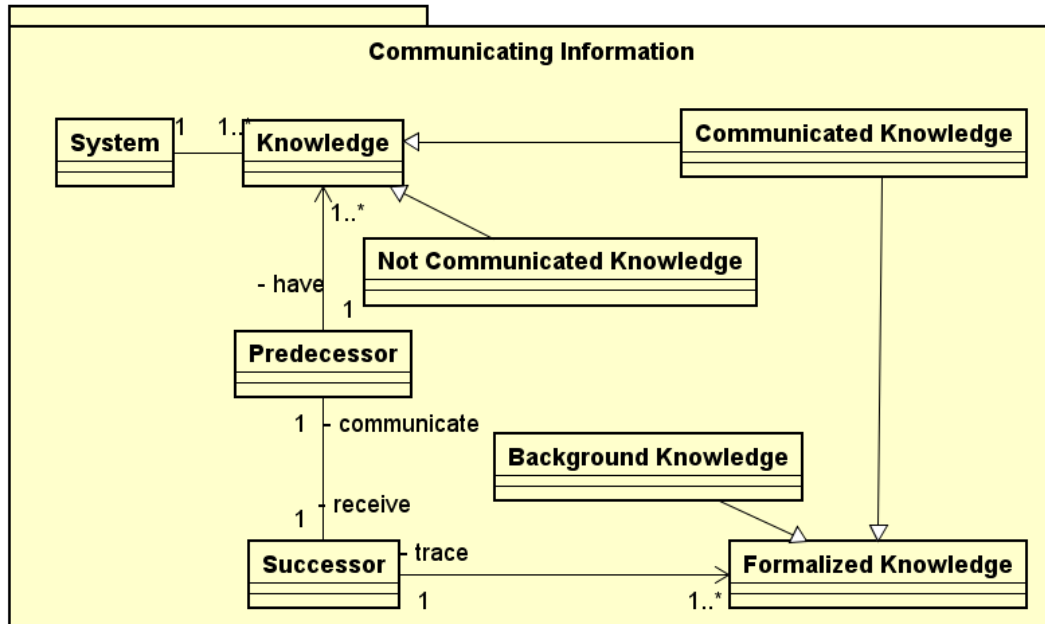 Communicating Information
System
1
1..*
Knowledge
Communicated Knowledge
1..*
Not Communicated Knowledge
- have
1
Predecessor
1
- communicate
Background Knowledge
- receive
1
Successor
- trace
Formalized Knowledge
1
1..*